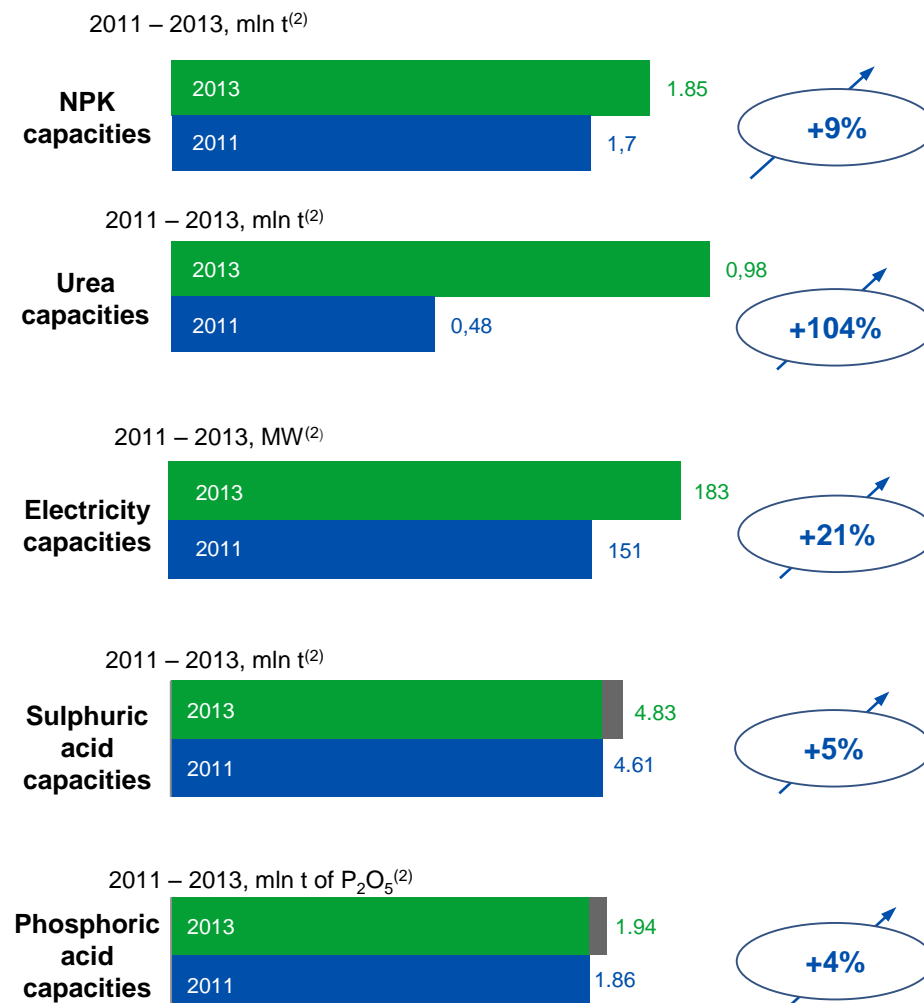 2011 – 2013, mln t(2)
NPK
capacities
2013
1.85
2011
1,7
+9%
2011 – 2013, mln t(2)
Urea
capacities
2013
0,98
2011
0,48
+104%
2011 – 2013, MW(2)
Electricity
capacities
2013
183
2011
151
+21%
2011 – 2013, mln t(2)
Sulphuric
acid
capacities
2013
4.83
2011
4.61
+5%
2011 – 2013, mln t of P2O5(2)
Phosphoric
acid
capacities
2013
1.94
2011
1.86
+4%